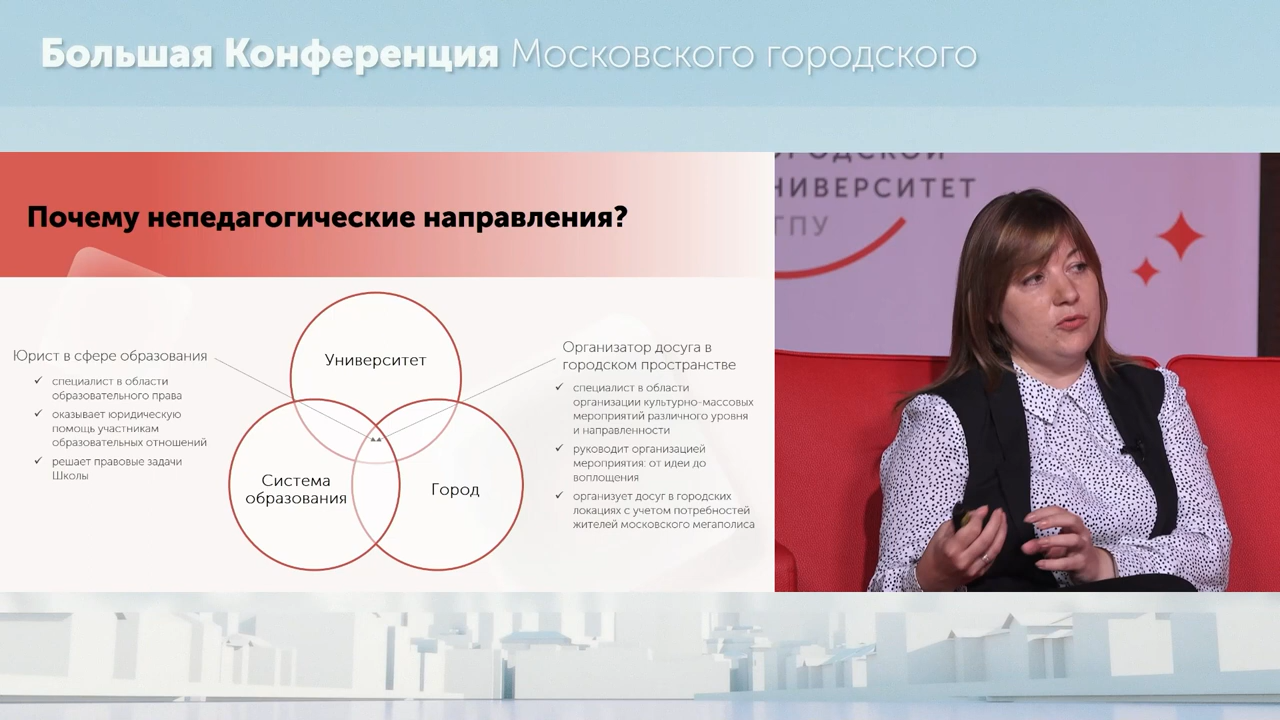 Большая Конференция Московского городского
Почему непедагогические направления?
Университет
Система
образования
Город
Юрист в сфере образования
✓ специалист в области
образовательного права
✓ оказывает юридическую
помощь участникам
образовательных отношений
✓ решает правовые задачи
Школы
Организатор досуга в
городском пространстве
✓ специалист в области
организации культурно-массовых
мероприятий различного уровня
и направленности
✓ руководит организацией
мероприятия: от идеи до
воплощения
✓ организует досуг в городских
локациях с учетом потребностей
жителей московского мегаполиса
ОРОДСКОЙ
НИВЕРСИТЕТ
ГПУ